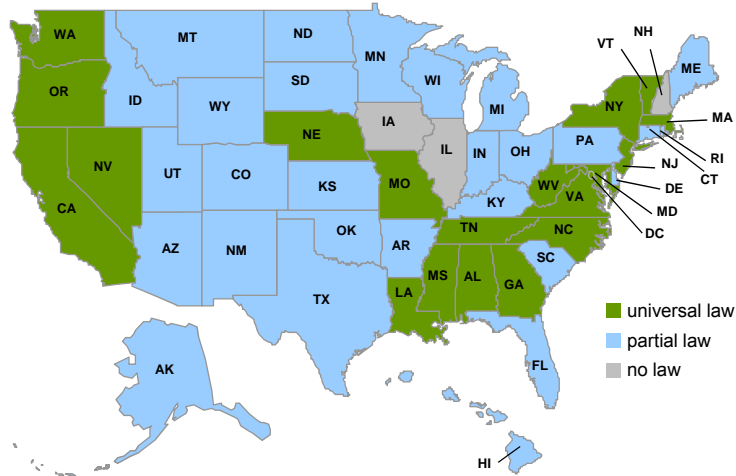 WA
MT
ND
MN
VT
NH
ME
OR
ID
SD
WI
MI
NY
MA
WY
IA
NE
IL
IN
OH
PA
RI
CT
NJ
NV
UT
CO
KS
MO
KY
WV
VA
DE
MD
DC
CA
AZ
NM
OK
AR
TN
NC
SC
MS
AL
GA
LA
TX
FL
AK
HI
universal law
partial law
no law